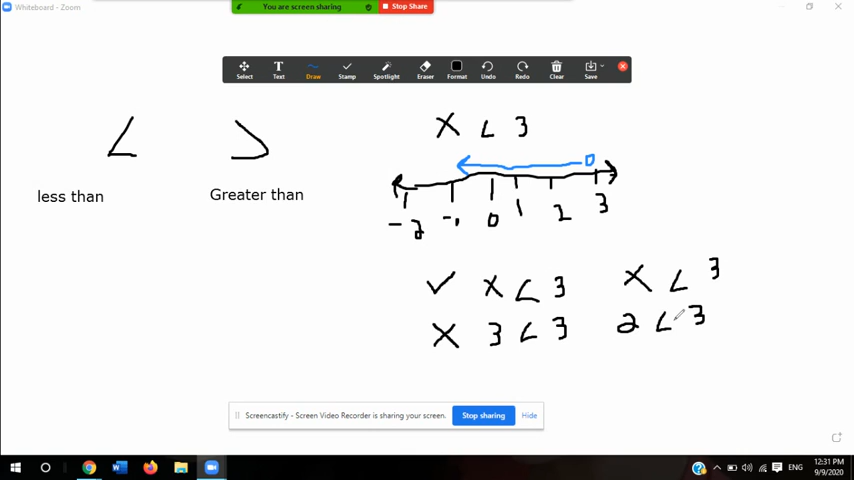 Whiteboard - Zoom
You are screen sharing
Stop Share
Select Text Draw Stamp Spotlight Eraser Format Undo Redo Clear Save
< >
less than Greater than
X < 3
0
-2 -1 0 1 2 3
✓ X < 3 X < 3
X 3 < 3 2 < 3
Screencastify - Screen Video Recorder is sharing your screen. Stop sharing Hide
ENG
12:31 PM
9/9/2020